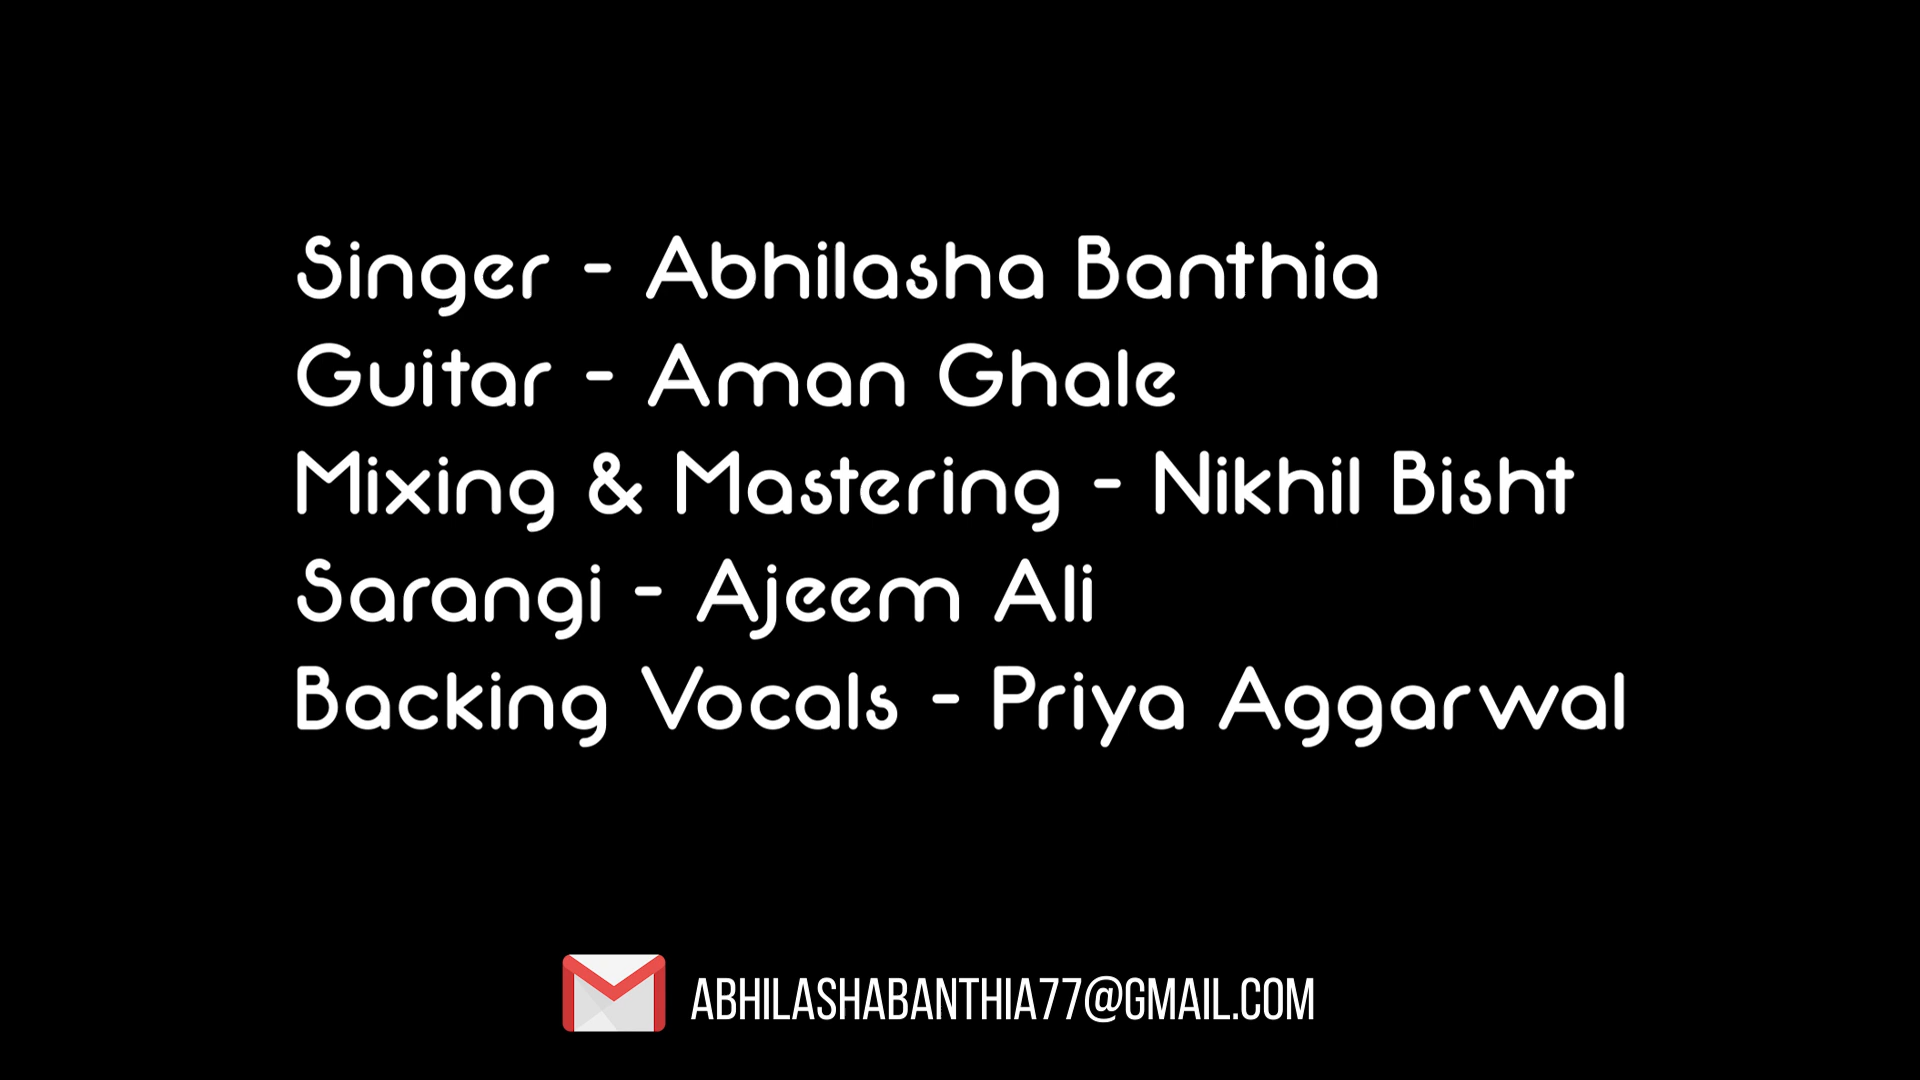 Singer - Abhilasha Banthia
Guitar - Aman Ghale
Mixing & Mastering - Nikhil Bisht
Sarangi - Ajeem Ali
Backing Vocals - Priya Aggarwal
ABHILASHABANTHIA77@GMAIL.COM